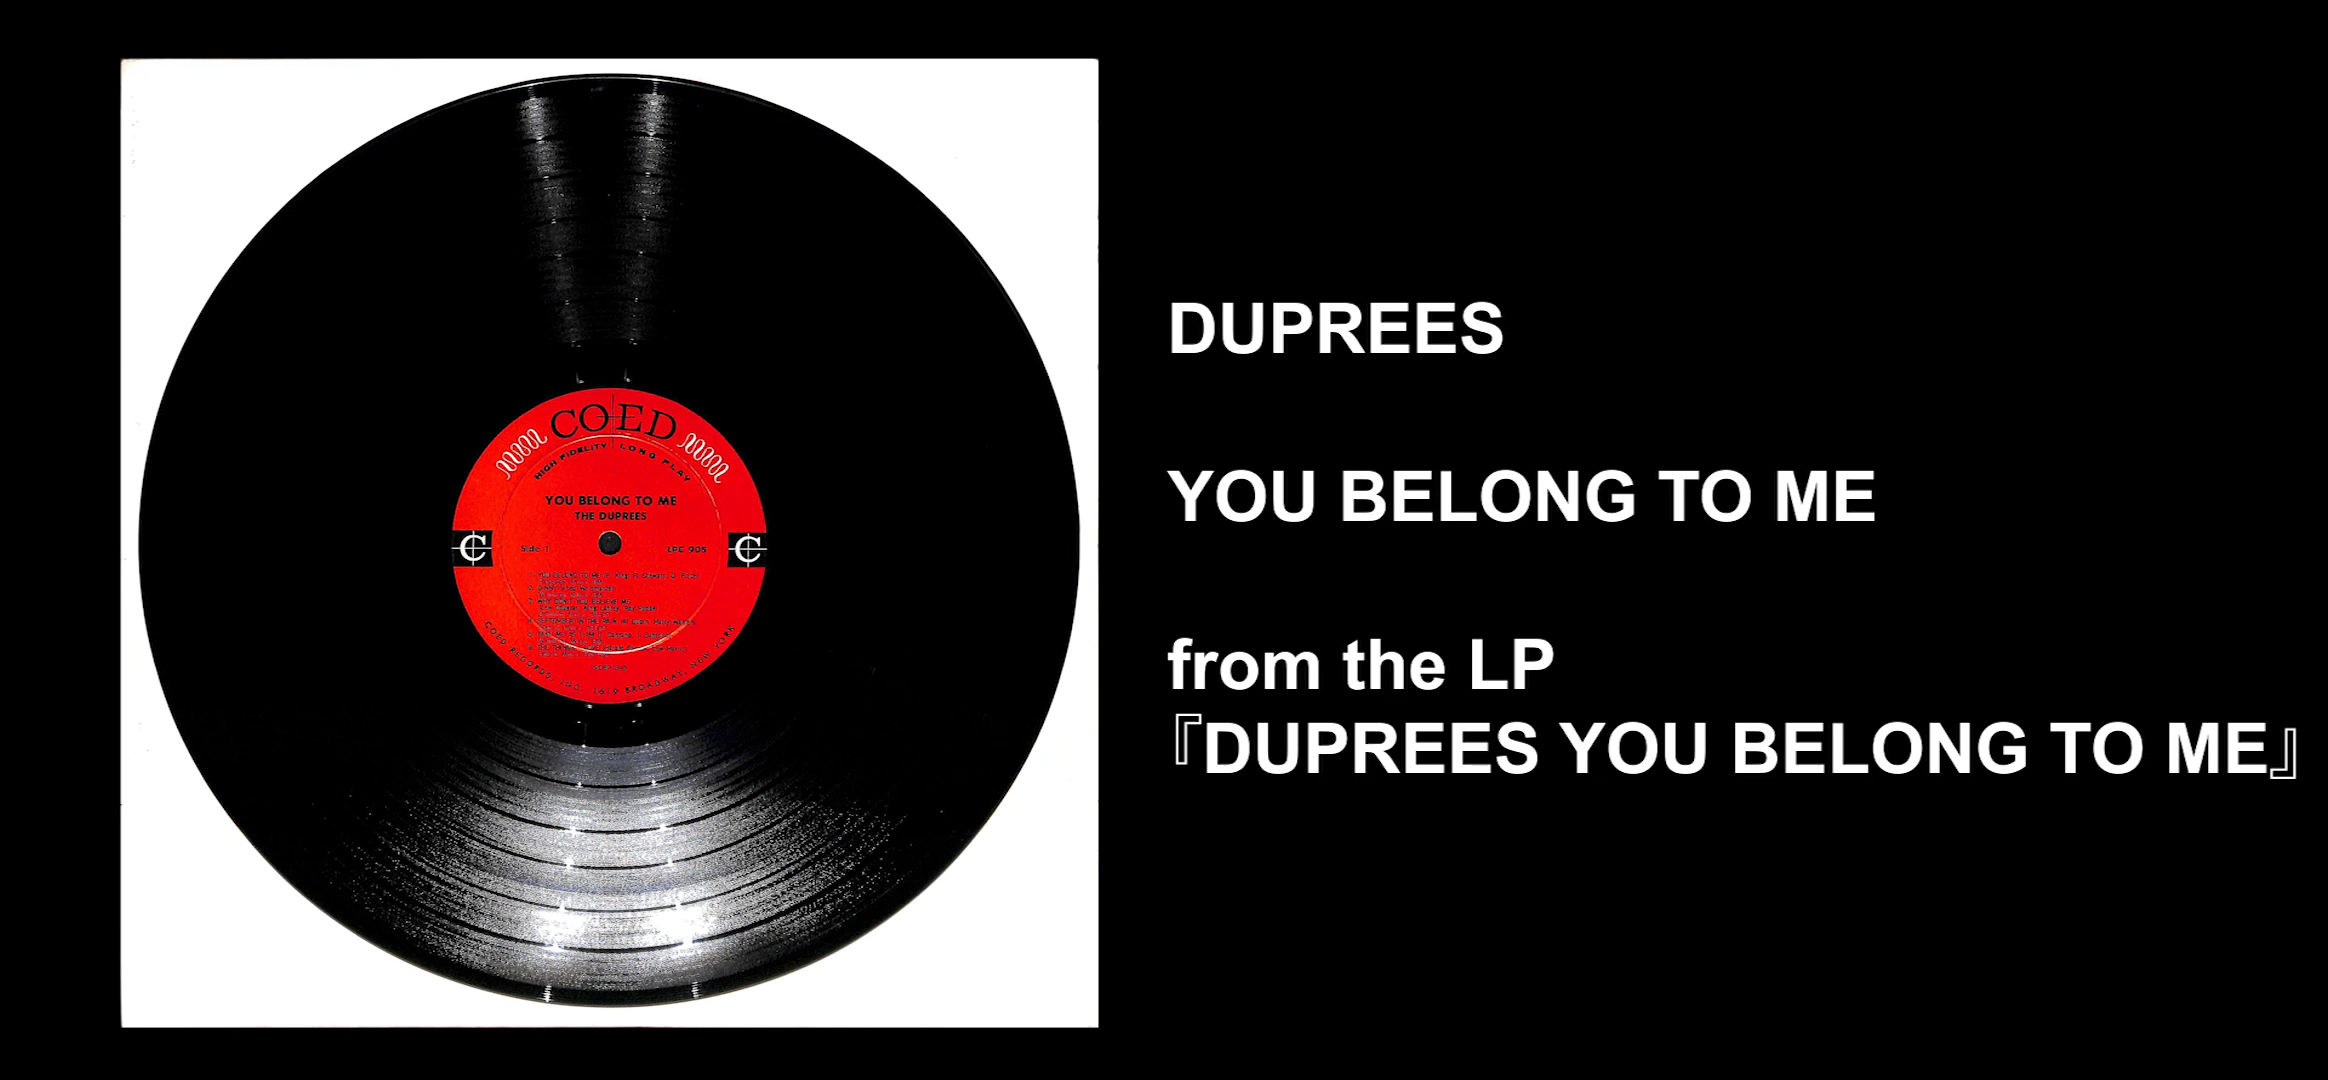 COED
HIGH FIDELITY LONG PLAY
YOU BELONG TO ME
THE DUPREES
Side 1
LPC 905
C
C
COED RECORDS, INC. 1619 BROADWAY, NEW YORK
DUPREES
YOU BELONG TO ME
from the LP
『DUPREES YOU BELONG TO ME』